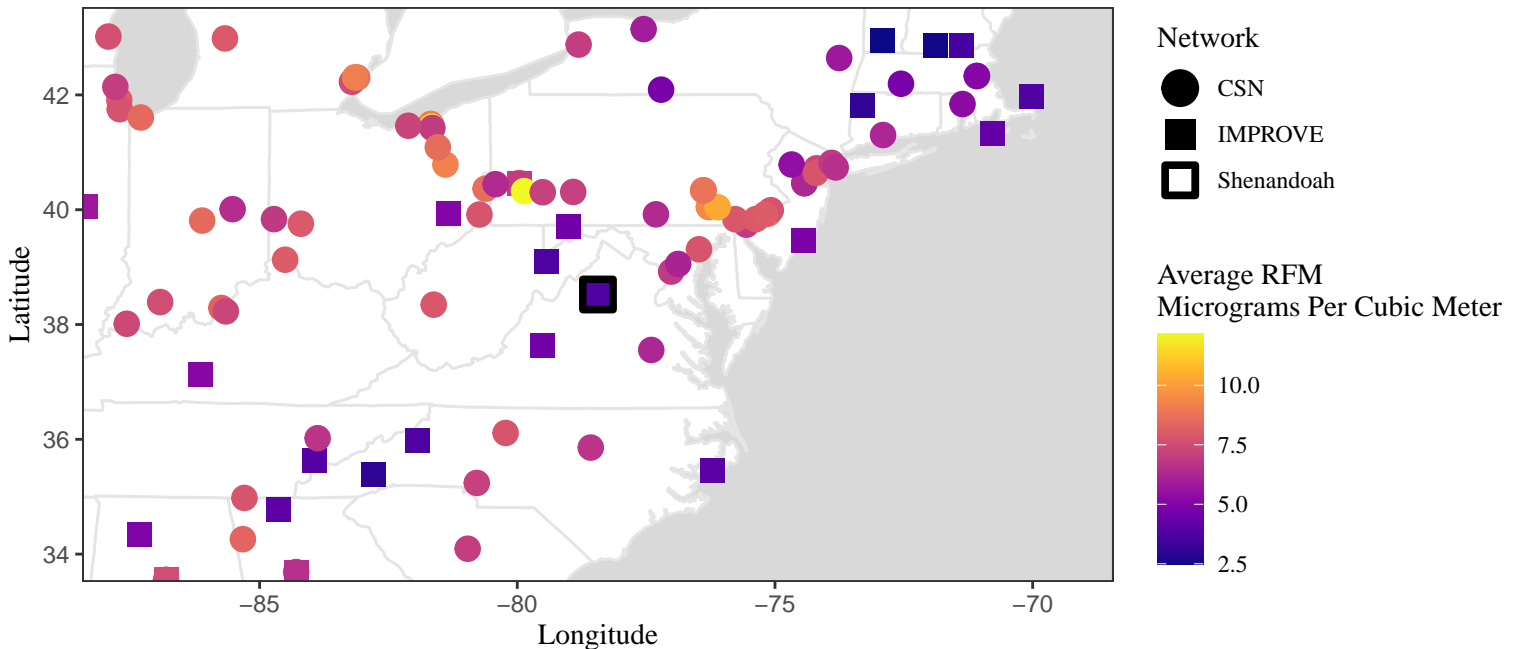 42
40
38
36
34
Latitude
−85
−80
−75
−70
Longitude
Network
CSN
IMPROVE
Shenandoah
Average RFM
Micrograms Per Cubic Meter
10.0
7.5
5.0
2.5